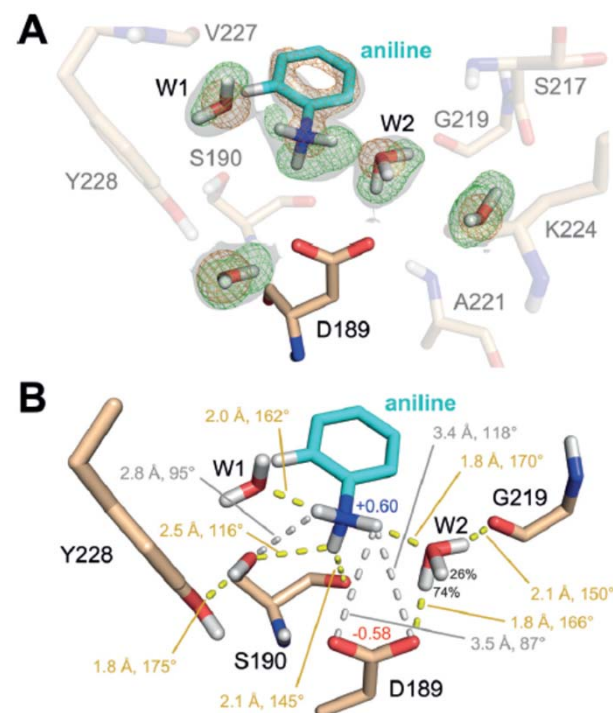 A
V227
aniline
S217
W1
W2
G219
S190
Y228
K224
A221
D189
B
2.0 Å, 162°
aniline
3.4 Å, 118°
2.8 Å, 95°
W1
1.8 Å, 170°
G219
+0.60
W2
2.5 Å, 116°
Y228
26%
74%
2.1 Å, 150°
1.8 Å, 166°
-0.58
S190
3.5 Å, 87°
1.8 Å, 175°
D189
2.1 Å, 145°